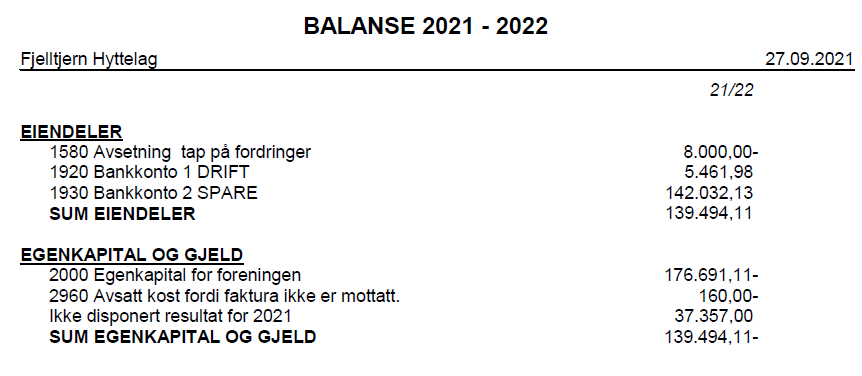 BALANSE 2021 - 2022
Fjelltjern Hyttelag 27.09.2021
21/22
EIENDELER
1580 Avsetning  tap på fordringer 8.000,00-
1920 Bankkonto 1 DRIFT 5.461,98
1930 Bankkonto 2 SPARE 142.032,13
SUM EIENDELER 139.494,11
EGENKAPITAL OG GJELD
2000 Egenkapital for foreningen 176.691,11-
2960 Avsatt kost fordi faktura ikke er mottatt. 160,00-
Ikke disponert resultat for 2021 37.357,00
SUM EGENKAPITAL OG GJELD 139.494,11-